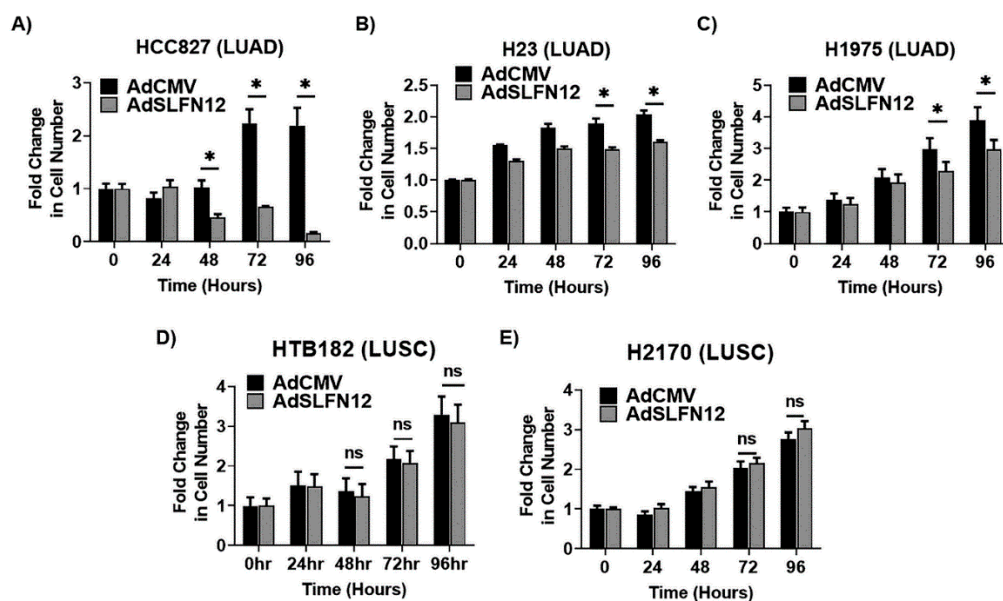 A)
HCC827 (LUAD)
AdCMV
AdSLFN12
* * *
Fold Change
in Cell Number
3
2
1
0
0 24 48 72 96
Time (Hours)
B)
H23 (LUAD)
AdCMV
AdSLFN12
* *
Fold Change
in Cell Number
2.5
2.0
1.5
1.0
0.5
0.0
0 24 48 72 96
Time (Hours)
C)
H1975 (LUAD)
AdCMV
AdSLFN12
* *
Fold Change
in Cell Number
5
4
3
2
1
0
0 24 48 72 96
Time (Hours)
D)
HTB182 (LUSC)
AdCMV
AdSLFN12
ns ns ns
Fold Change
in Cell Number
4
3
2
1
0
0hr 24hr 48hr 72hr 96hr
Time (Hours)
E)
H2170 (LUSC)
AdCMV
AdSLFN12
ns ns
Fold Change
in Cell Number
4
3
2
1
0
0 24 48 72 96
Time (Hours)